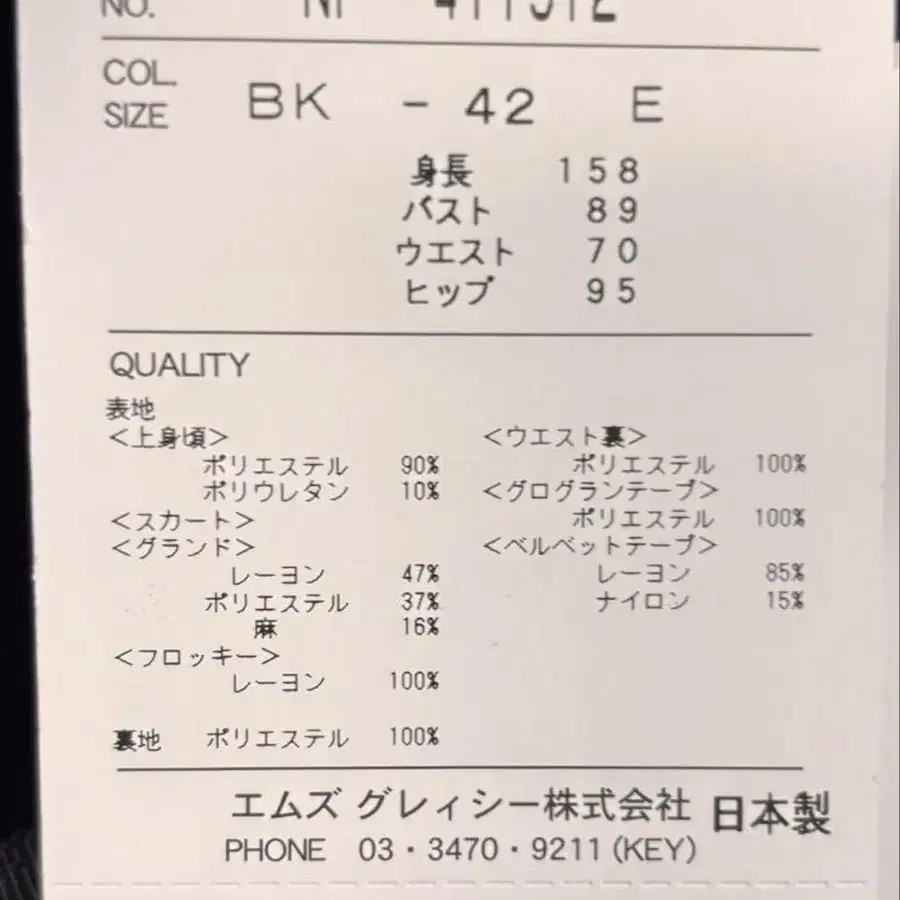 NO.
COL.
SIZE BK - 42 E
身長 158
バスト 89
ウエスト 70
ヒップ 95
QUALITY
表地
<上身頃>
ポリエステル 90%
ポリウレタン 10%
<スカート>
<グランド>
レーヨン 47%
ポリエステル 37%
麻 16%
<フロッキー>
レーヨン 100%
裏地 ポリエステル 100%
<ウエスト裏>
ポリエステル 100%
<グログランテープ>
ポリエステル 100%
<ベルベットテープ>
レーヨン 85%
ナイロン 15%
エムズ グレィシー株式会社 日本製
PHONE 03・3470・9211(KEY)